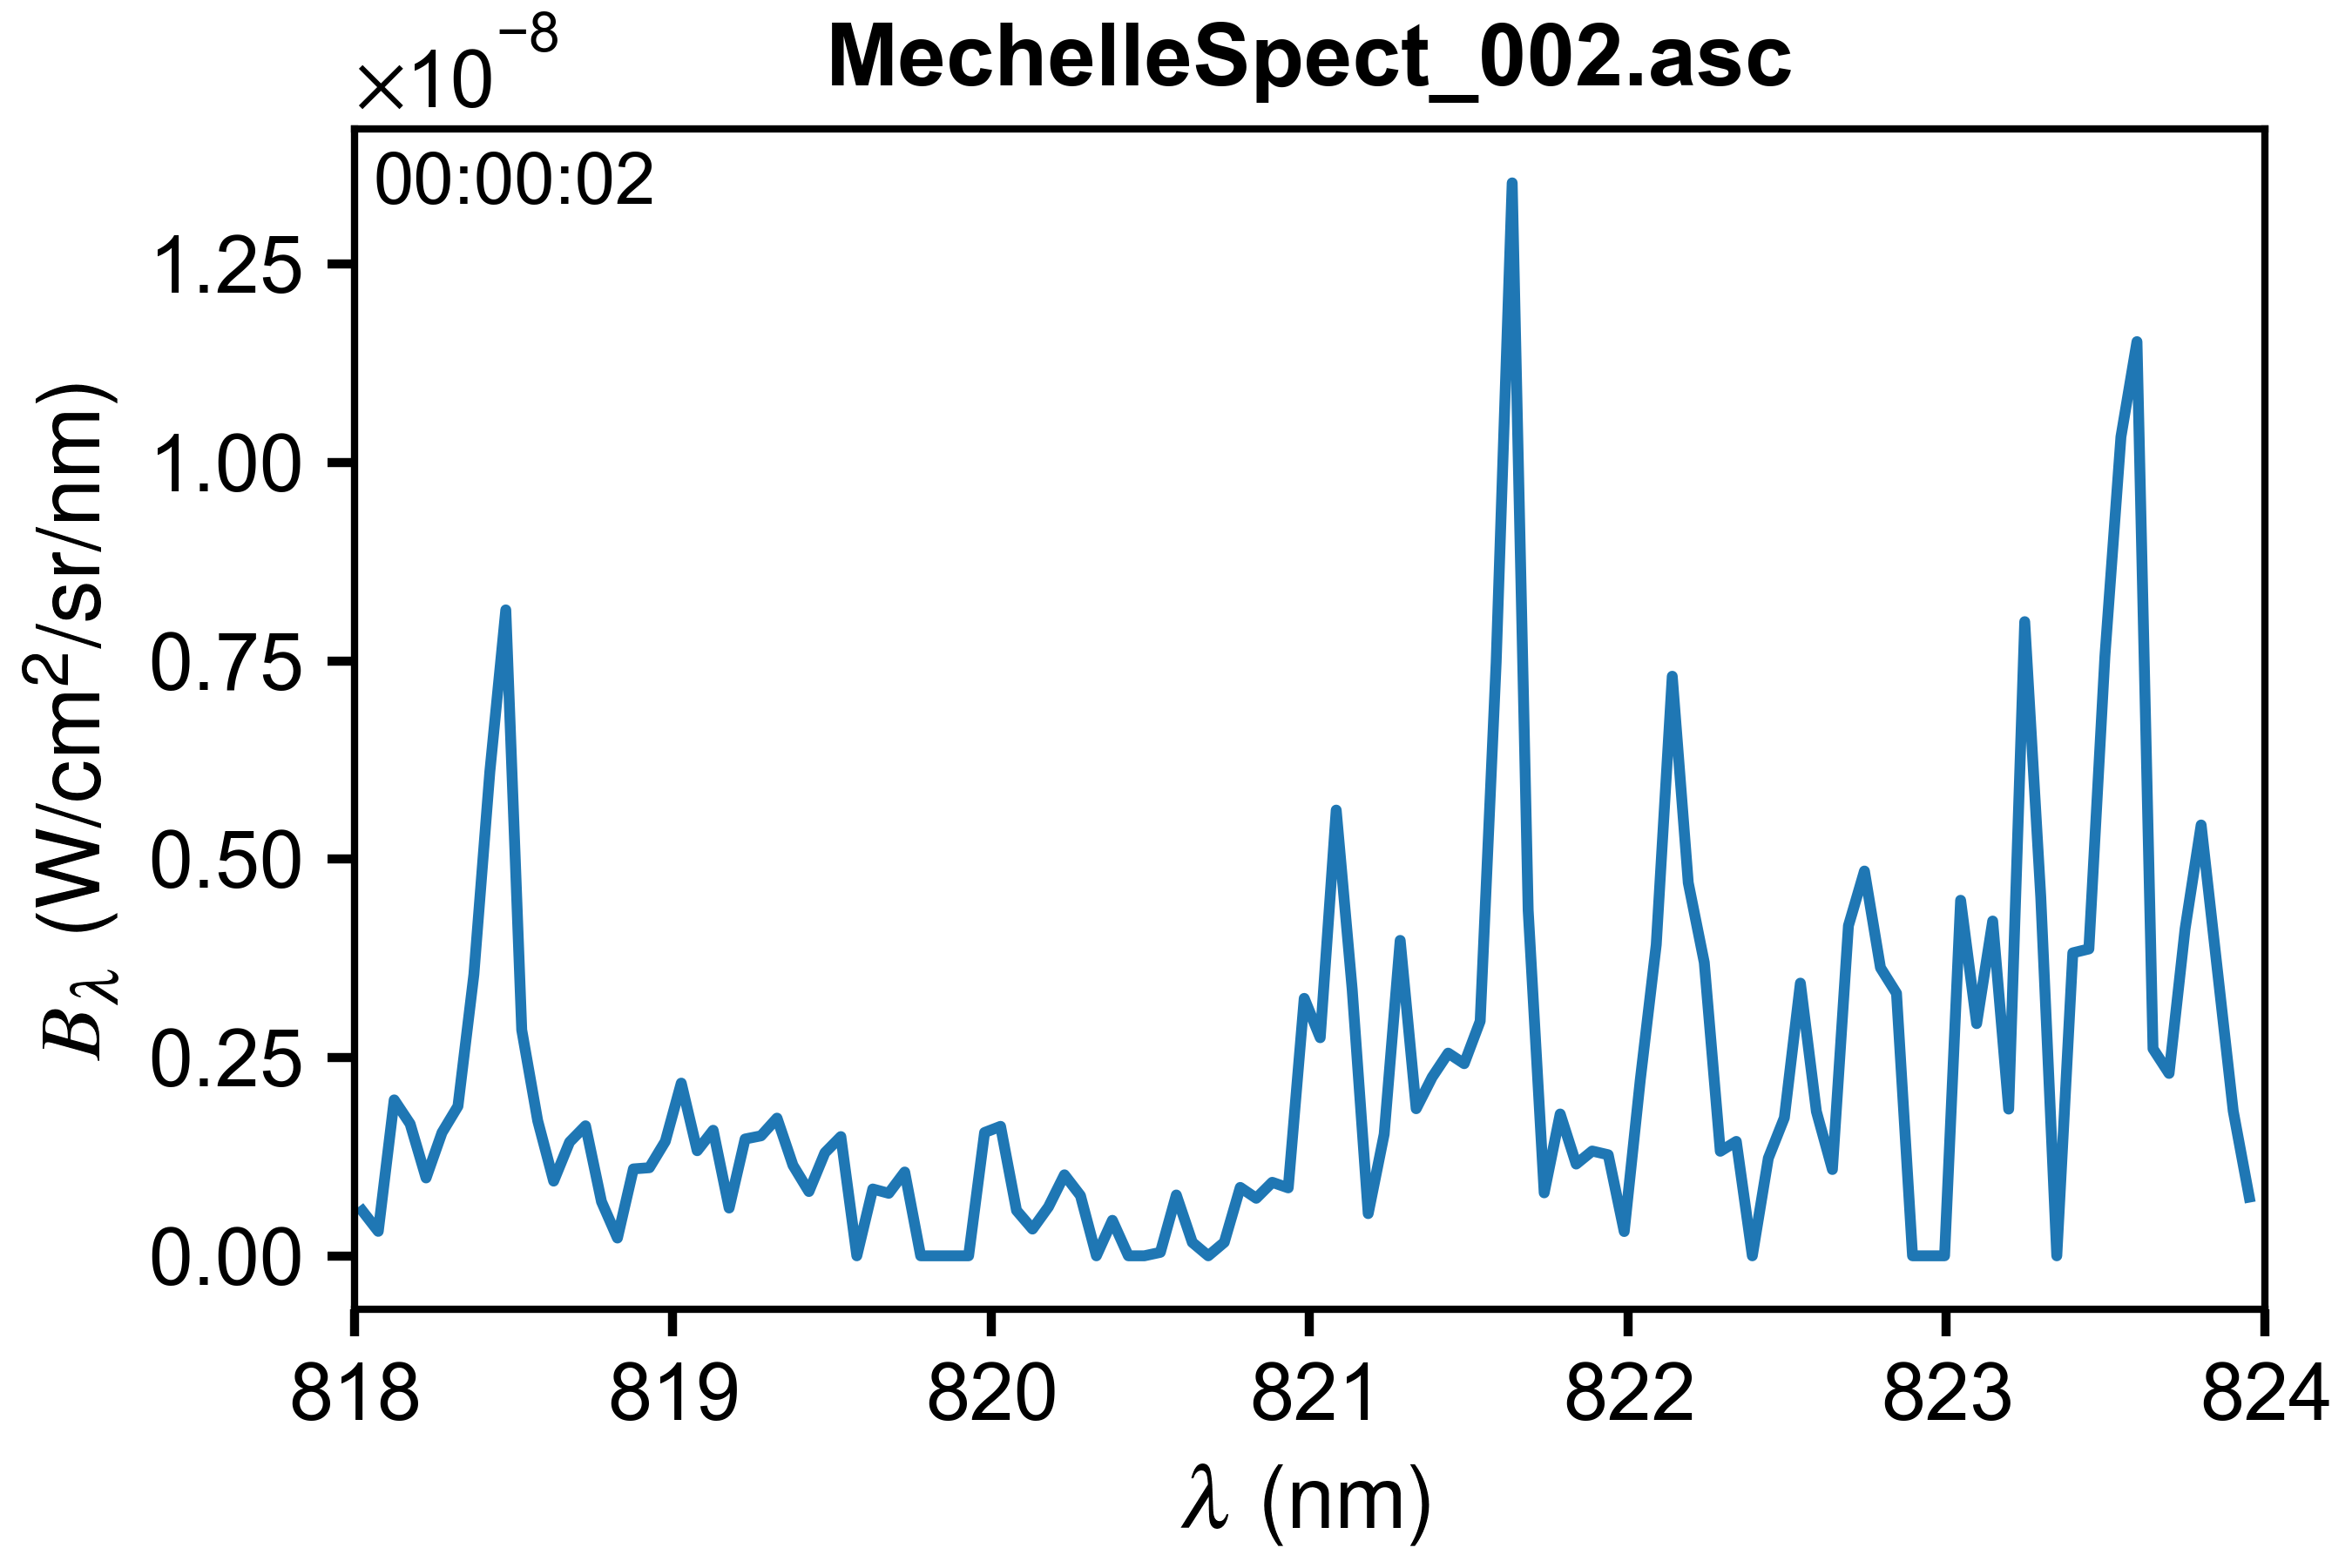 ×10⁻⁸
MechelleSpect_002.asc
00:00:02
1.25
1.00
0.75
0.50
0.25
0.00
B_λ (W/cm²/sr/nm)
818 819 820 821 822 823 824
λ (nm)